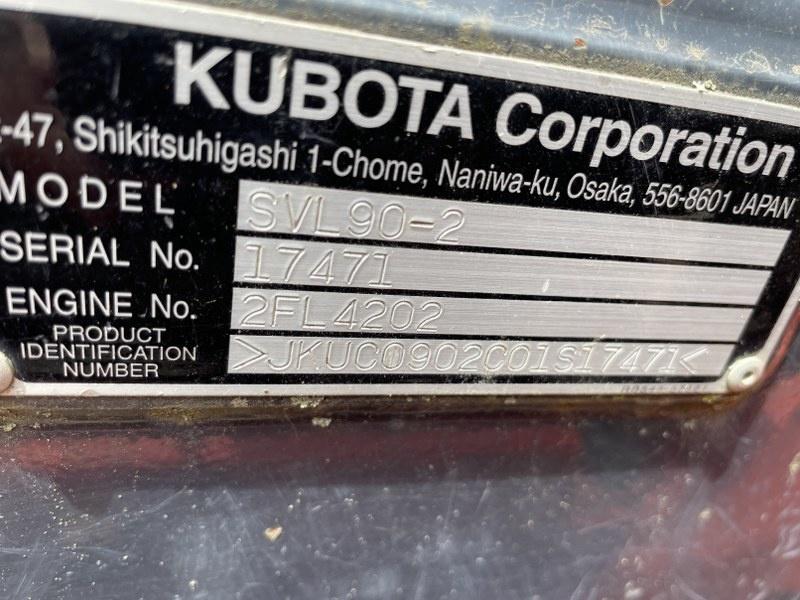 KUBOTA Corporation
-47, Shikitsuhigashi 1-Chome, Naniwa-ku, Osaka, 556-8601 JAPAN
MODEL SVL90-2
SERIAL No. 17471
ENGINE No. 2FL4202
PRODUCT
IDENTIFICATION
NUMBER
>JKUC0902C01S17471<